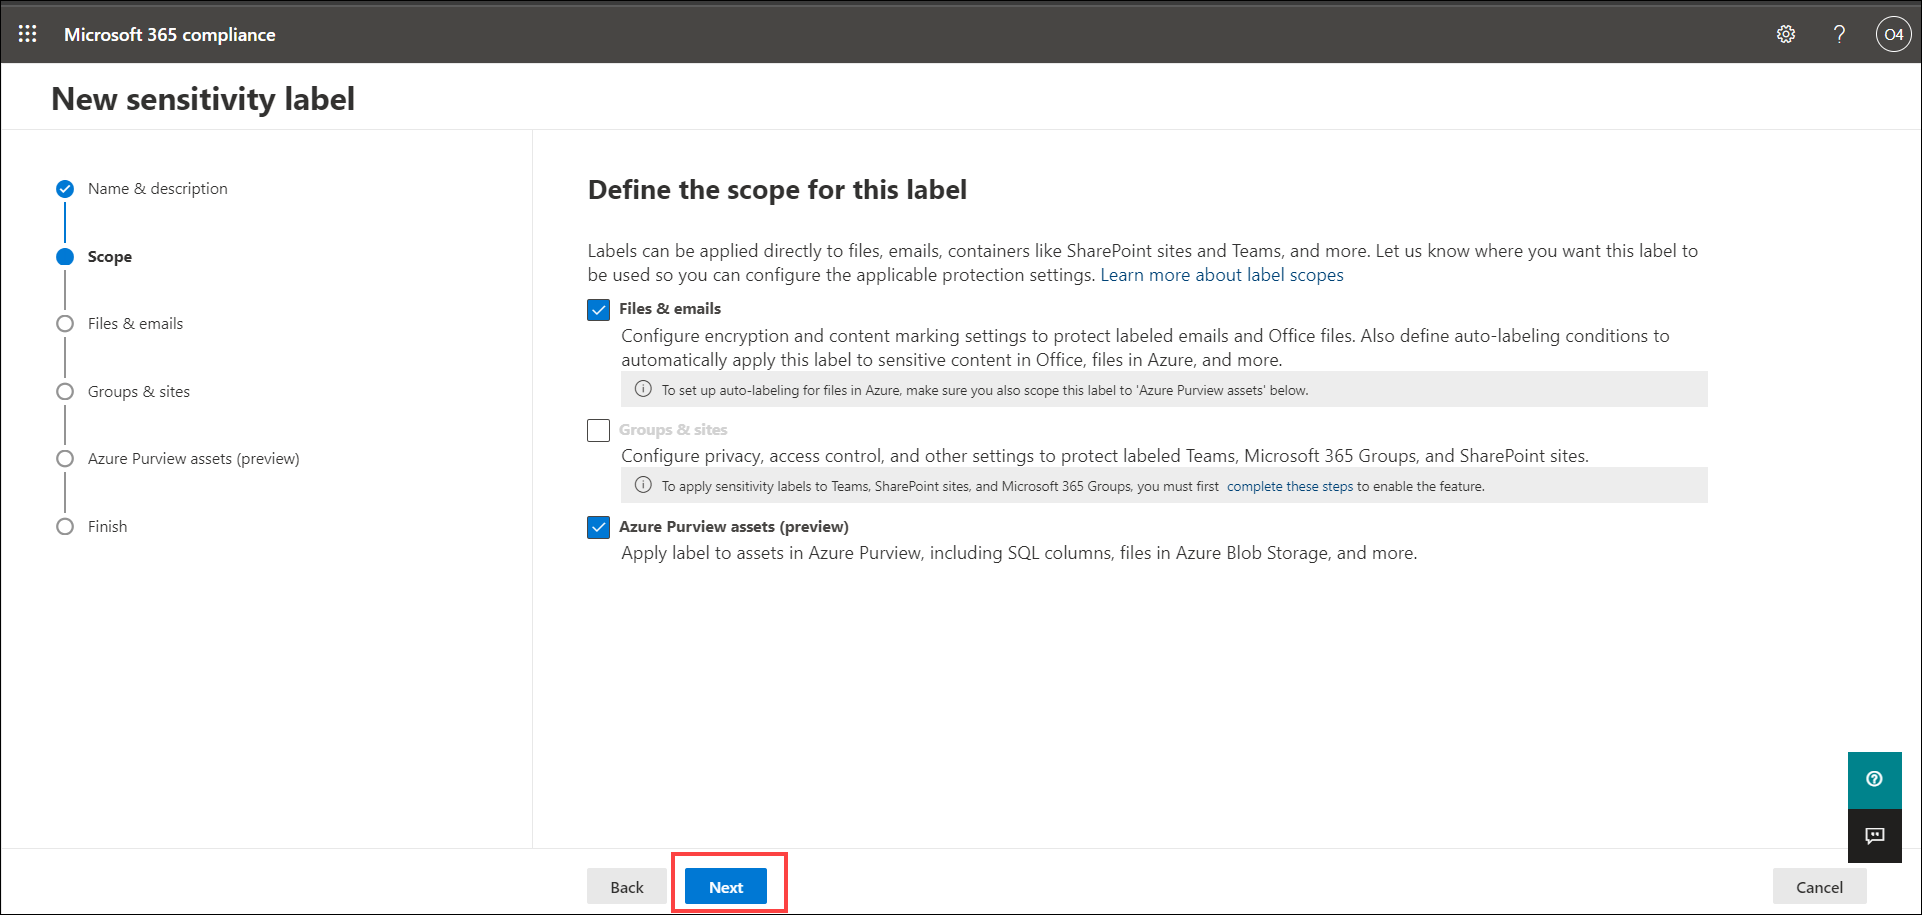 Microsoft 365 compliance
?
O4
New sensitivity label
Name & description
Scope
Files & emails
Groups & sites
Azure Purview assets (preview)
Finish
Define the scope for this label
Labels can be applied directly to files, emails, containers like SharePoint sites and Teams, and more. Let us know where you want this label to
be used so you can configure the applicable protection settings. Learn more about label scopes
Files & emails
Configure encryption and content marking settings to protect labeled emails and Office files. Also define auto-labeling conditions to
automatically apply this label to sensitive content in Office, files in Azure, and more.
To set up auto-labeling for files in Azure, make sure you also scope this label to 'Azure Purview assets' below.
Groups & sites
Configure privacy, access control, and other settings to protect labeled Teams, Microsoft 365 Groups, and SharePoint sites.
To apply sensitivity labels to Teams, SharePoint sites, and Microsoft 365 Groups, you must first complete these steps to enable the feature.
Azure Purview assets (preview)
Apply label to assets in Azure Purview, including SQL columns, files in Azure Blob Storage, and more.
Back
Next
Cancel